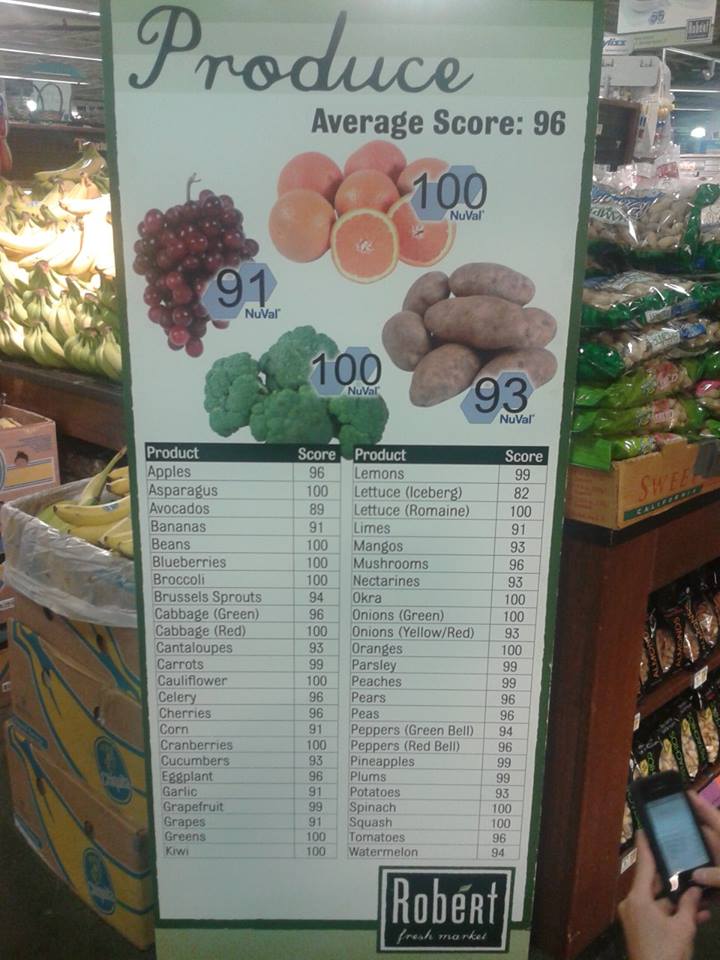 Produce
Average Score: 96
100
NuVal
91
NuVal
100
NuVal
93
NuVal
Product Score
Apples 96
Asparagus 100
Avocados 89
Bananas 91
Beans 100
Blueberries 100
Broccoli 100
Brussels Sprouts 94
Cabbage (Green) 96
Cabbage (Red) 100
Cantaloupes 93
Carrots 99
Cauliflower 100
Celery 96
Cherries 96
Corn 91
Cranberries 100
Cucumbers 93
Eggplant 96
Garlic 91
Grapefruit 99
Grapes 91
Greens 100
Kiwi 100
Product Score
Lemons 99
Lettuce (Iceberg) 82
Lettuce (Romaine) 100
Limes 91
Mangos 93
Mushrooms 96
Nectarines 93
Okra 100
Onions (Green) 100
Onions (Yellow/Red) 93
Oranges 100
Parsley 99
Peaches 99
Pears 96
Peas 96
Peppers (Green Bell) 94
Peppers (Red Bell) 96
Pineapples 99
Plums 99
Potatoes 93
Spinach 100
Squash 100
Tomatoes 96
Watermelon 94
Robért
fresh market
Robért
SWEE
CALIFORNIA